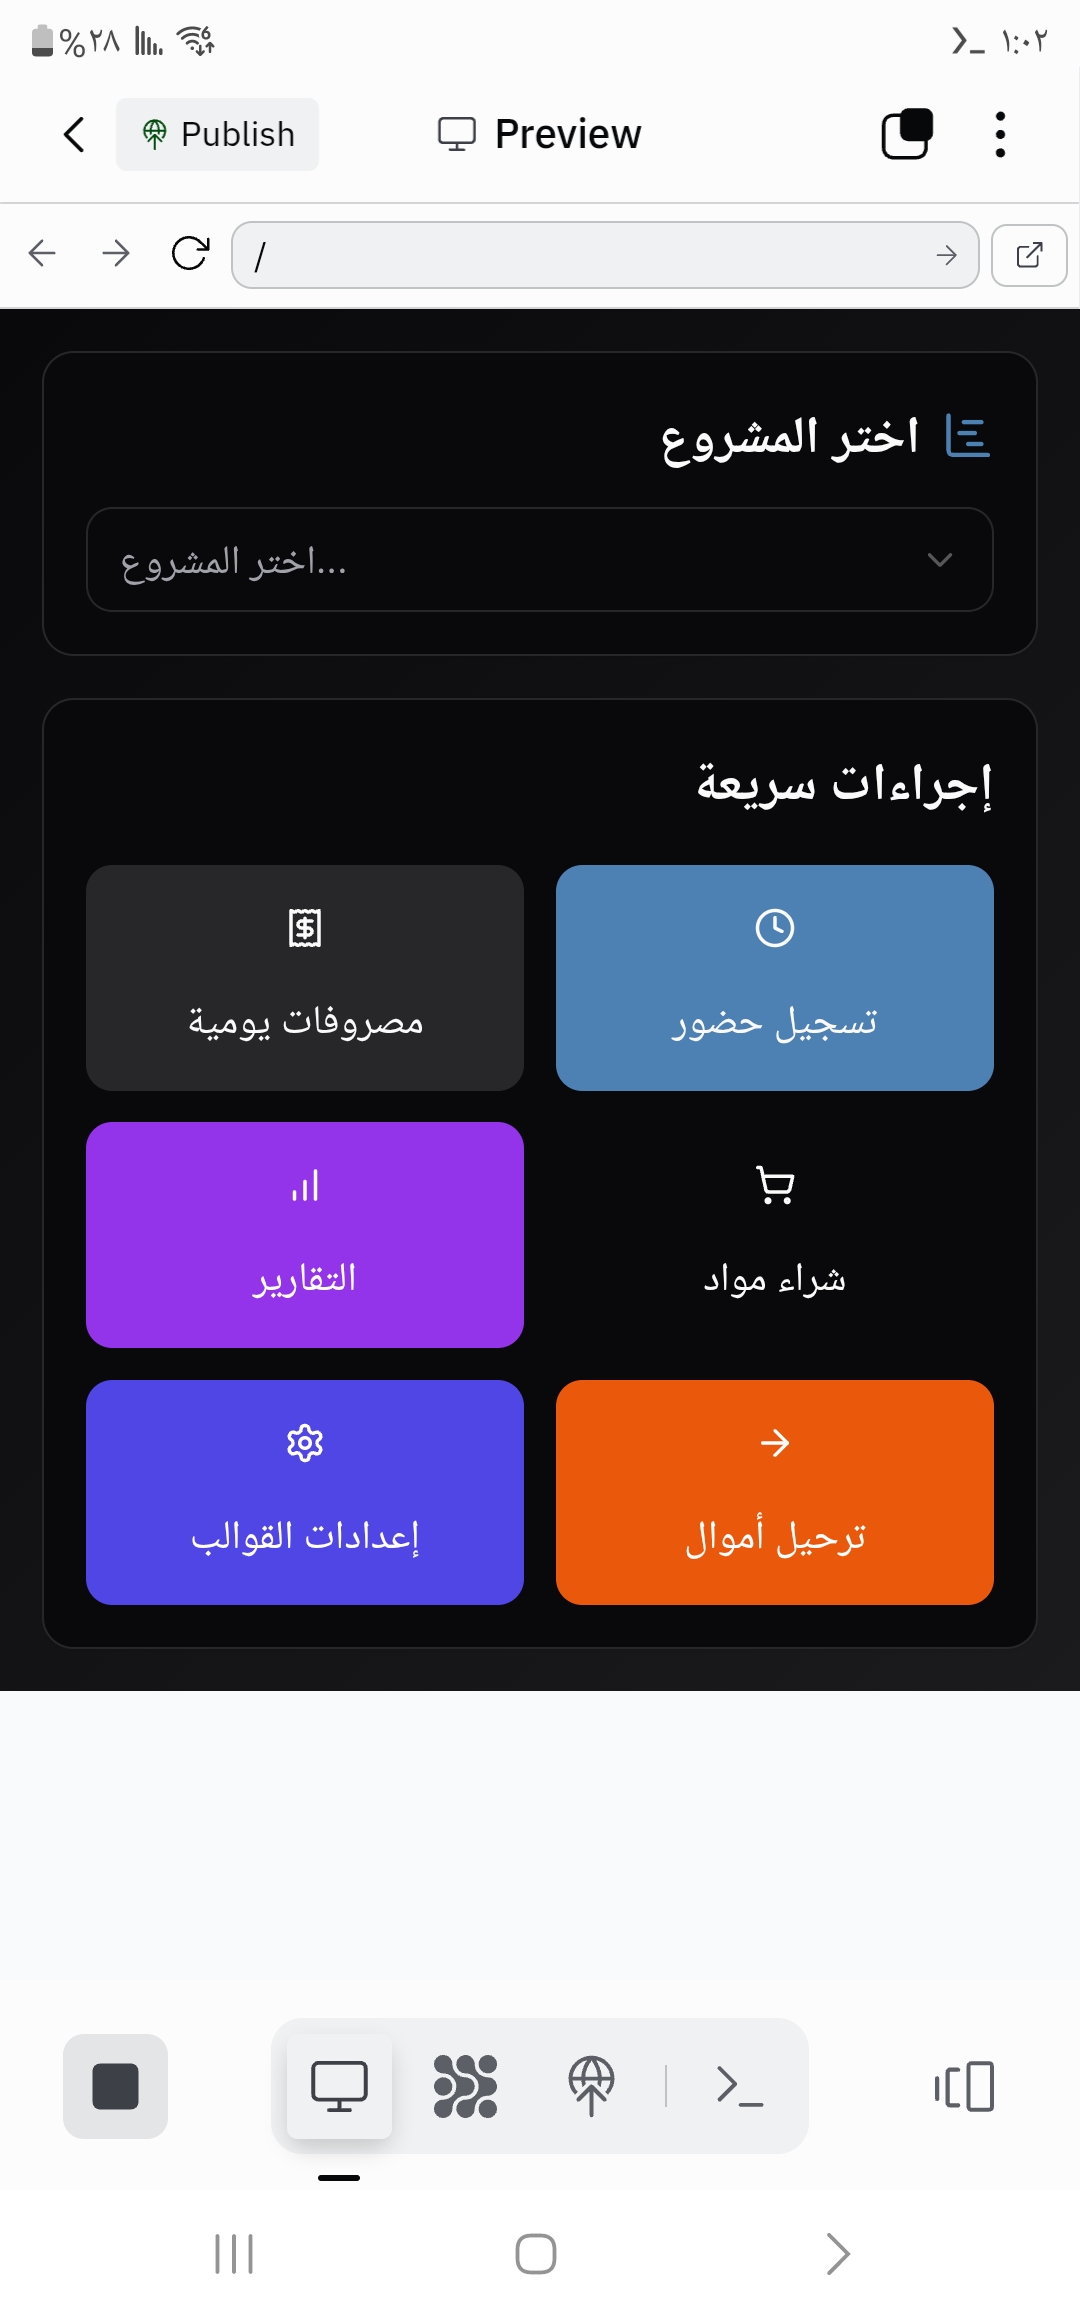 %٢٨
١:٠٢
Publish
Preview
/
اختر المشروع
اختر المشروع...
إجراءات سريعة
تسجيل حضور
مصروفات يومية
شراء مواد
التقارير
ترحيل أموال
إعدادات القوالب